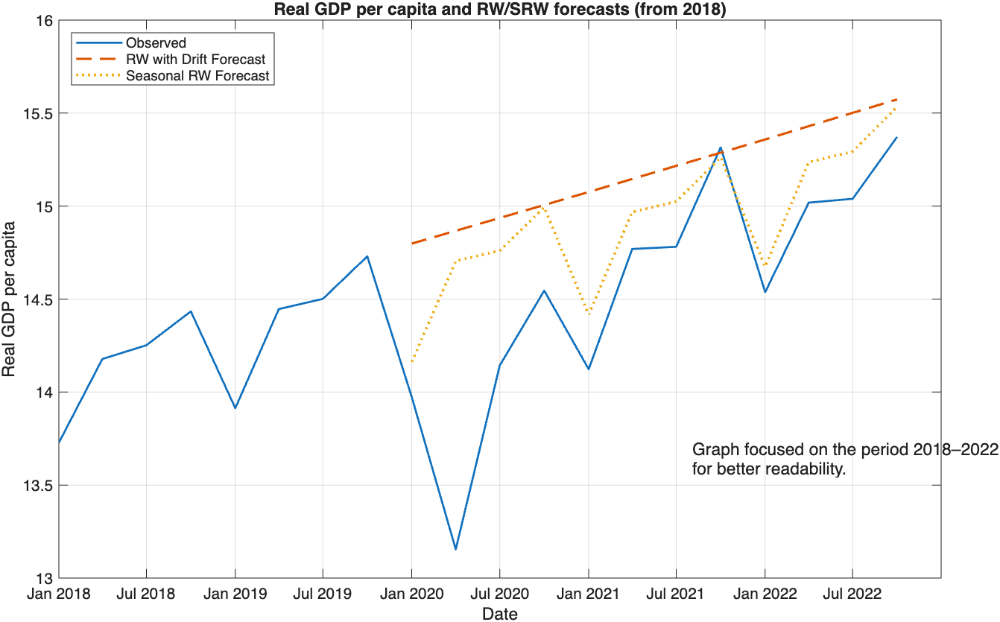 Real GDP per capita and RW/SRW forecasts (from 2018)
16
Observed
RW with Drift Forecast
Seasonal RW Forecast
15.5
15
Real GDP per capita
14.5
14
Graph focused on the period 2018–2022
for better readability.
13.5
13
Jan 2018 Jul 2018 Jan 2019 Jul 2019 Jan 2020 Jul 2020 Jan 2021 Jul 2021 Jan 2022 Jul 2022
Date